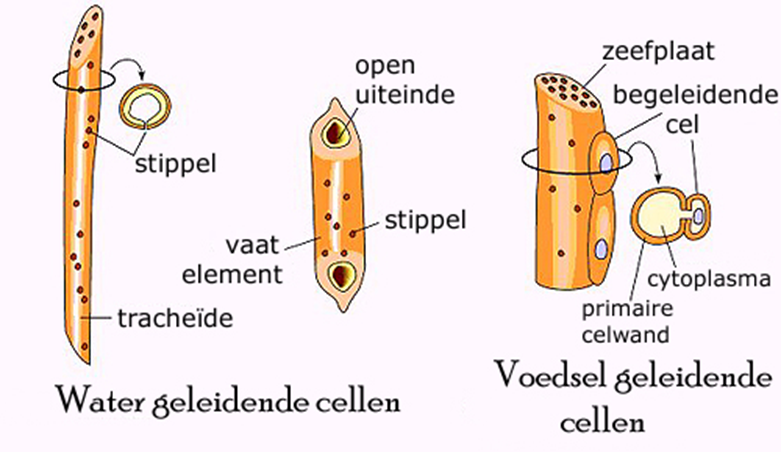 stippel
tracheïde
open
uiteinde
stippel
vaat
element
Water geleidende cellen
zeefplaat
begeleidende
cel
cytoplasma
primaire
celwand
Voedsel geleidende
cellen